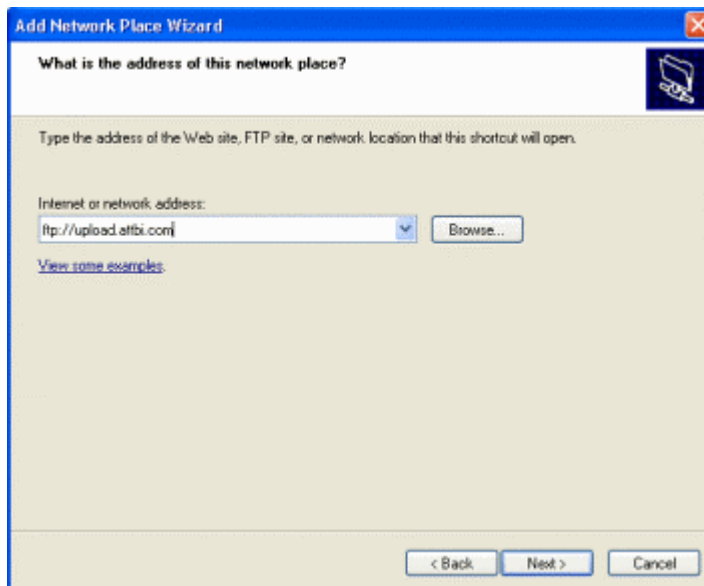 Add Network Place Wizard
What is the address of this network place?
Type the address of the Web site, FTP site, or network location that this shortcut will open.
Internet or network address:
ftp://upload.attbi.com
Browse...
View some examples.
< Back
Next >
Cancel